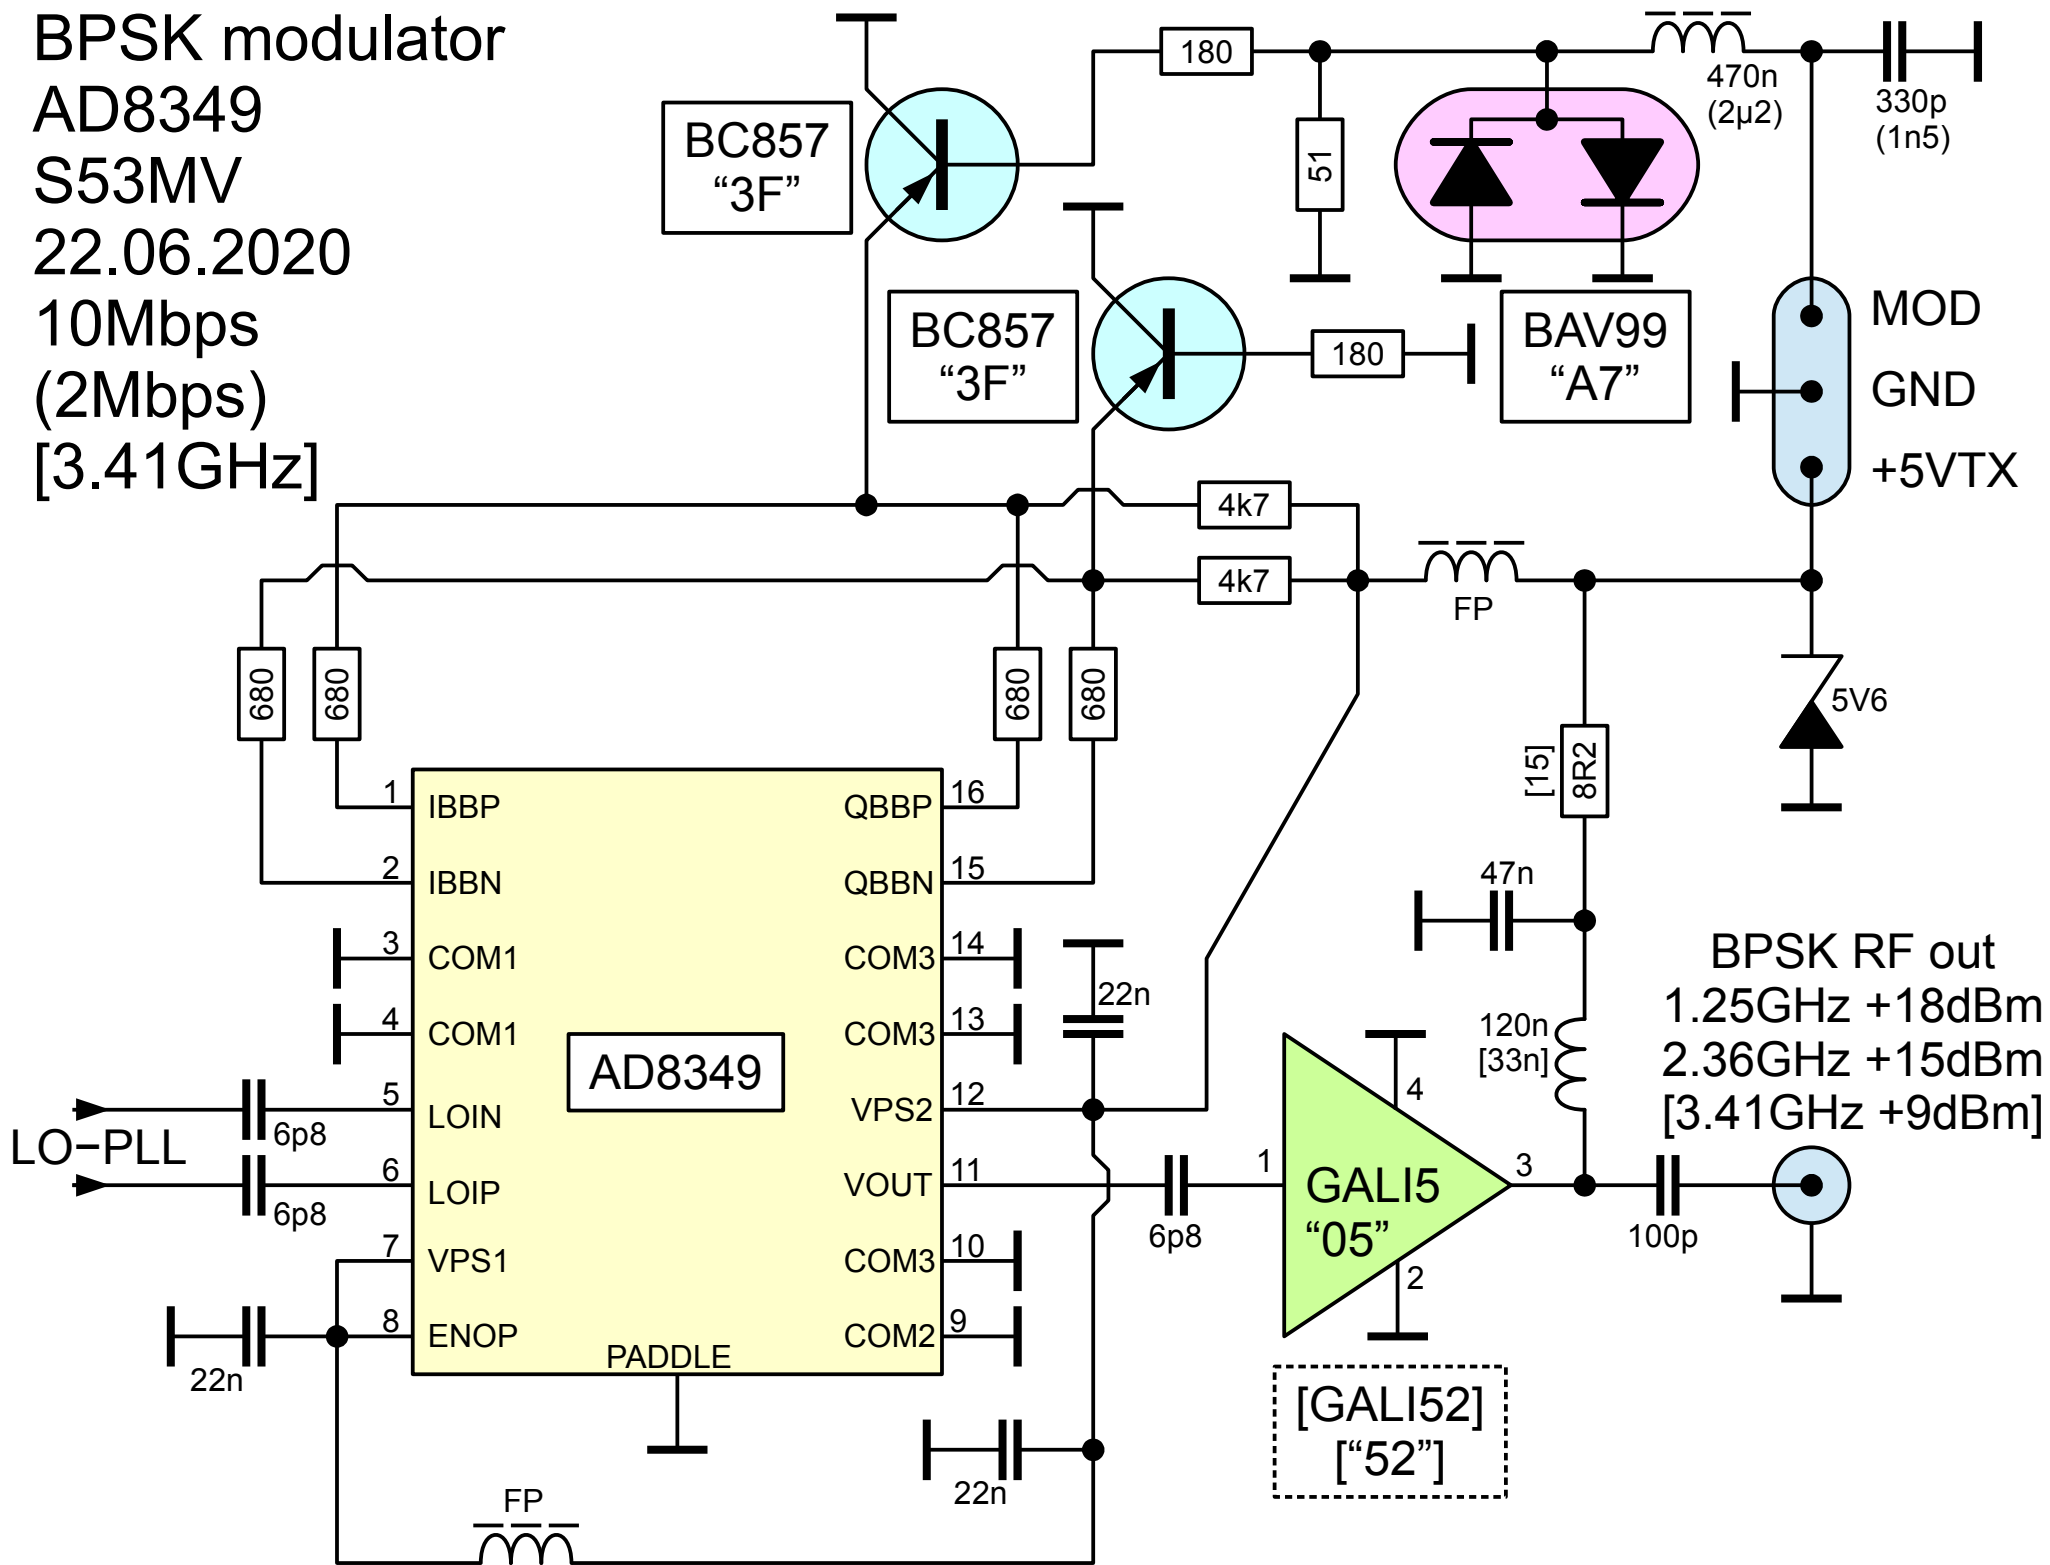 BPSK modulator
AD8349
S53MV
22.06.2020
10Mbps
(2Mbps)
[3.41GHz]
BC857
“3F”
180
51
470n
(2µ2)
330p
(1n5)
BC857
“3F”
180
BAV99
“A7”
MOD
GND
+5VTX
4k7
4k7
FP
680
680
680
680
5V6
[15]
8R2
47n
1
IBBP
2
IBBN
3
COM1
4
COM1
5
LOIN
6
LOIP
7
VPS1
8
ENOP
16
QBBP
15
QBBN
14
COM3
13
COM3
12
VPS2
11
VOUT
10
COM3
9
COM2
AD8349
PADDLE
LO−PLL
6p8
6p8
22n
22n
22n
FP
6p8
1
GALI5
“05”
4
2
3
120n
[33n]
100p
BPSK RF out
1.25GHz +18dBm
2.36GHz +15dBm
[3.41GHz +9dBm]
[GALI52]
[“52”]